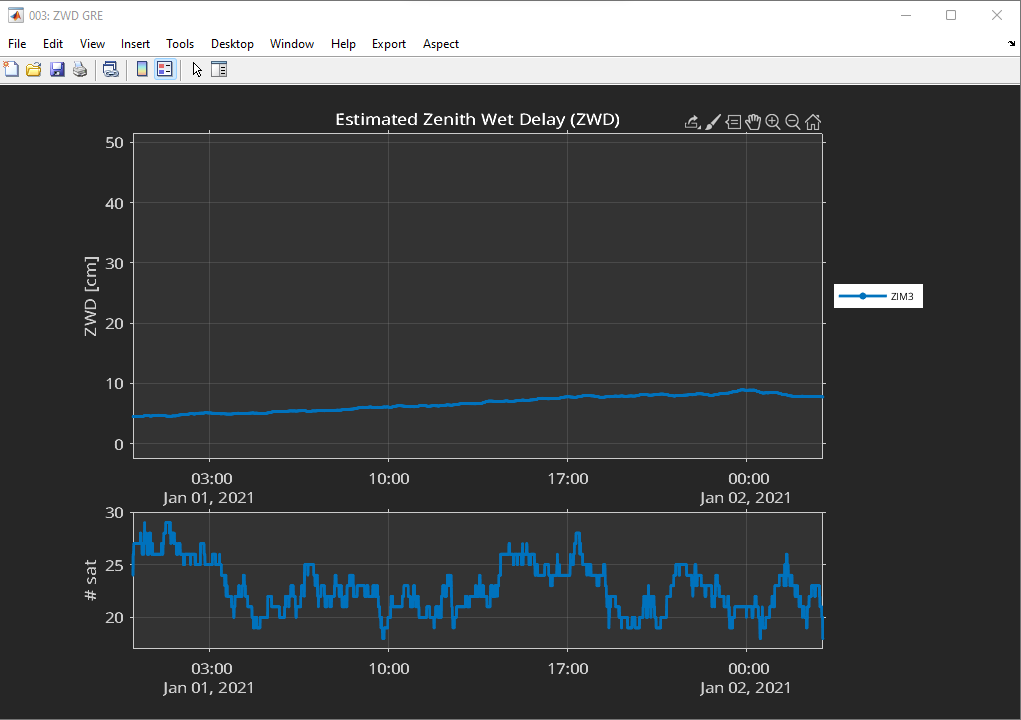 003: ZWD GRE
File Edit View Insert Tools Desktop Window Help Export Aspect
Estimated Zenith Wet Delay (ZWD)
50
40
30
20
10
0
ZWD [cm]
ZIM3
03:00 10:00 17:00 00:00
Jan 01, 2021 Jan 02, 2021
30
25
20
# sat
03:00 10:00 17:00 00:00
Jan 01, 2021 Jan 02, 2021